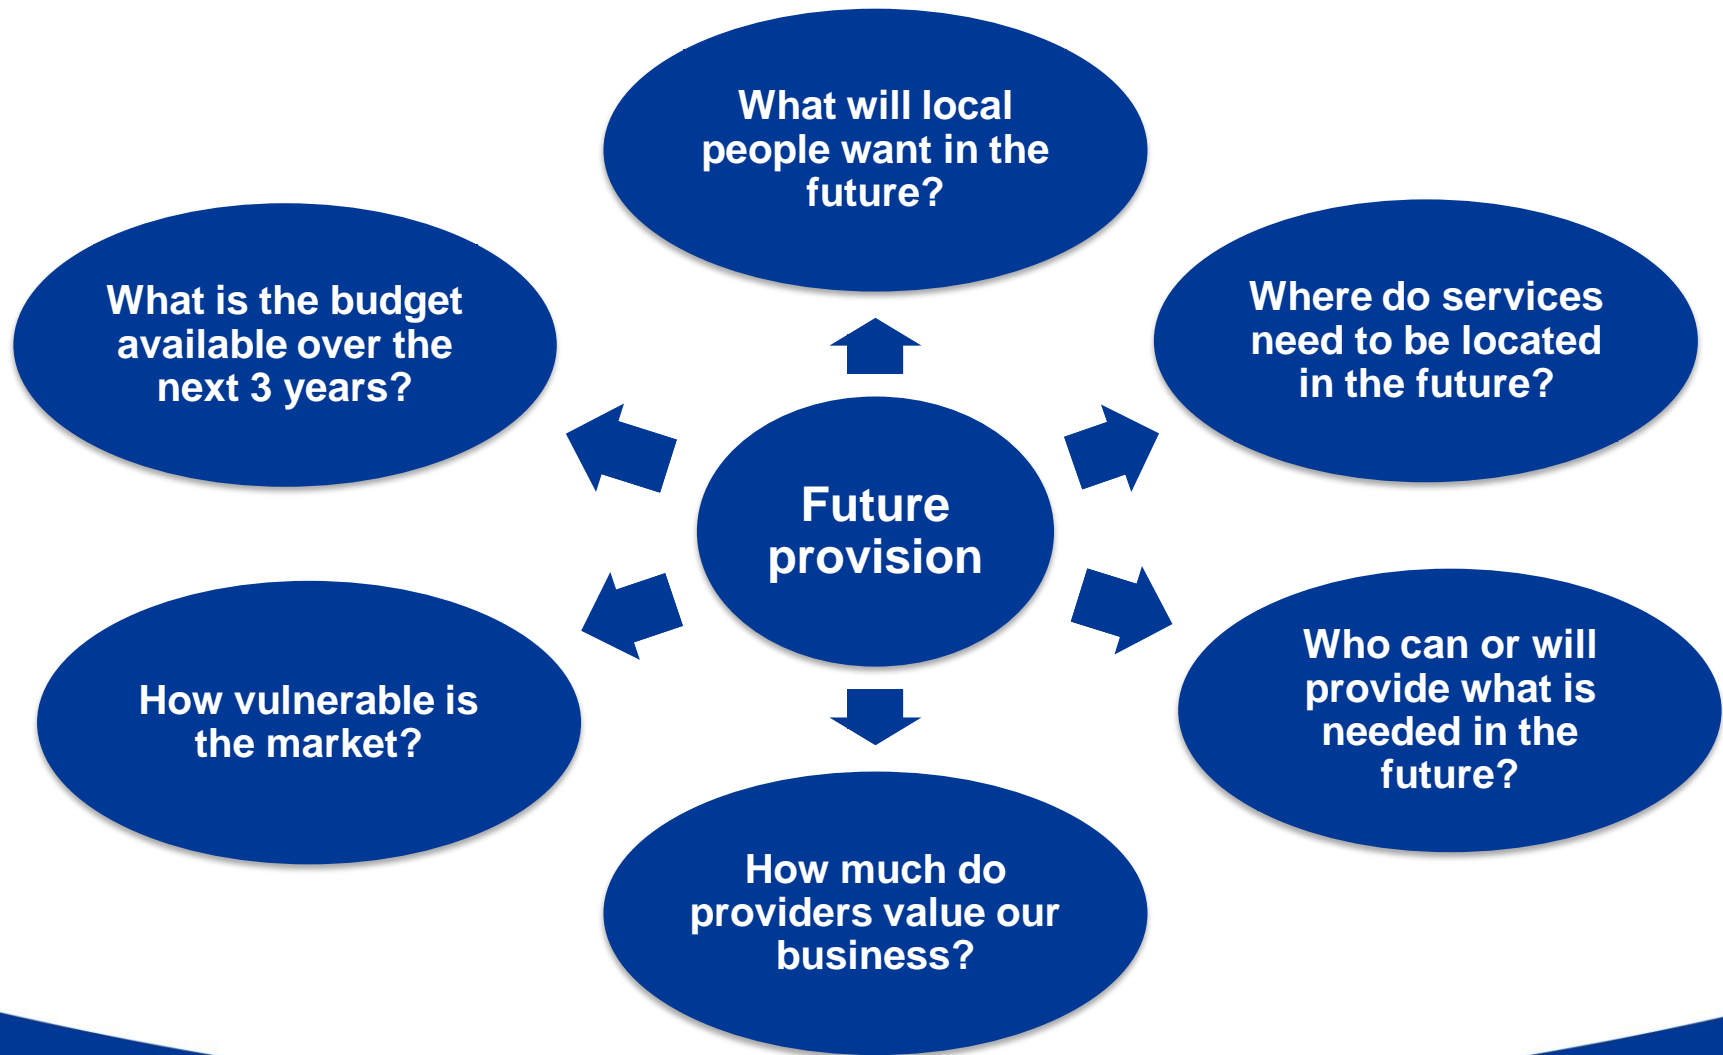 What will local
people want in the
future?
What is the budget
available over the
next 3 years?
Where do services
need to be located
in the future?
Future
provision
How vulnerable is
the market?
Who can or will
provide what is
needed in the
future?
How much do
providers value our
business?